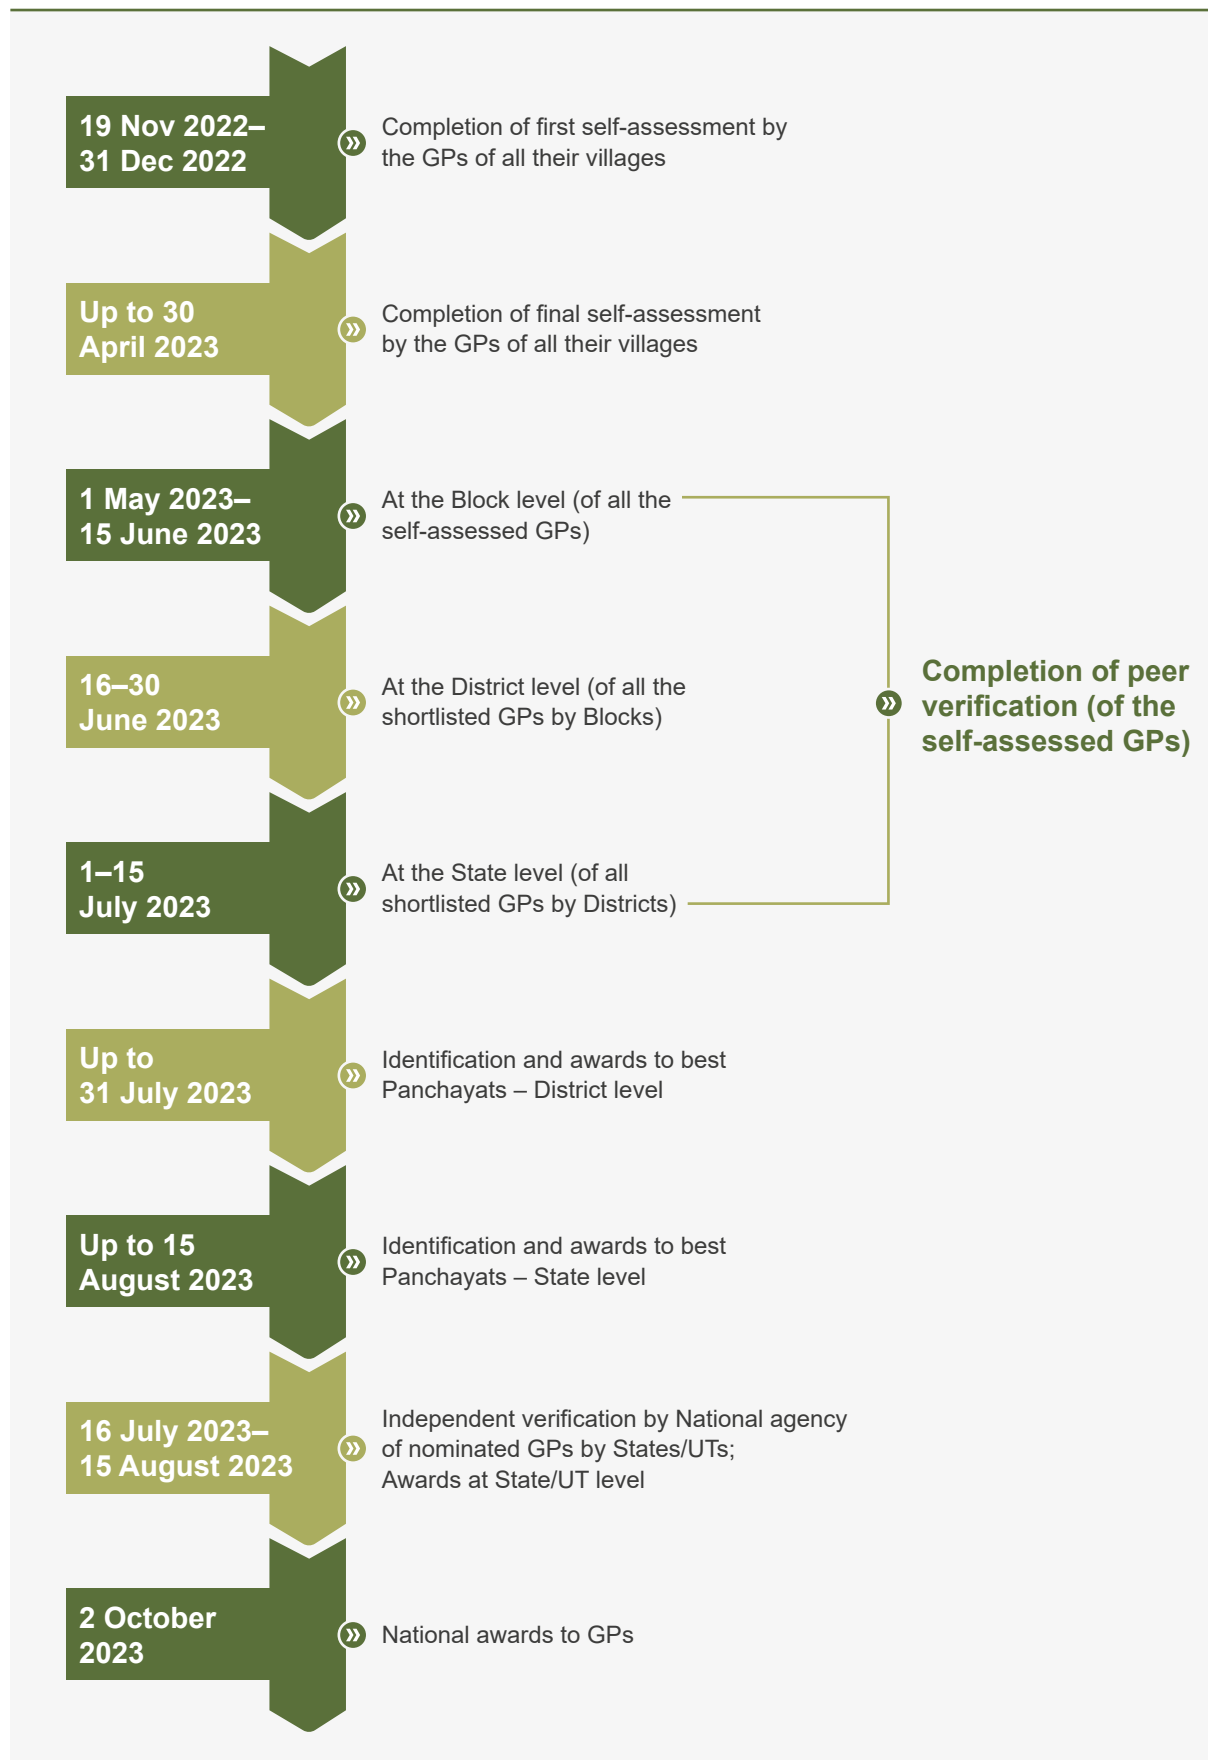 19 Nov 2022–
31 Dec 2022
Completion of first self-assessment by
the GPs of all their villages
Up to 30
April 2023
Completion of final self-assessment
by the GPs of all their villages
1 May 2023–
15 June 2023
At the Block level (of all the
self-assessed GPs)
16–30
June 2023
At the District level (of all the
shortlisted GPs by Blocks)
Completion of peer
verification (of the
self-assessed GPs)
1–15
July 2023
At the State level (of all
shortlisted GPs by Districts)
Up to
31 July 2023
Identification and awards to best
Panchayats – District level
Up to 15
August 2023
Identification and awards to best
Panchayats – State level
16 July 2023–
15 August 2023
Independent verification by National agency
of nominated GPs by States/UTs;
Awards at State/UT level
2 October
2023
National awards to GPs